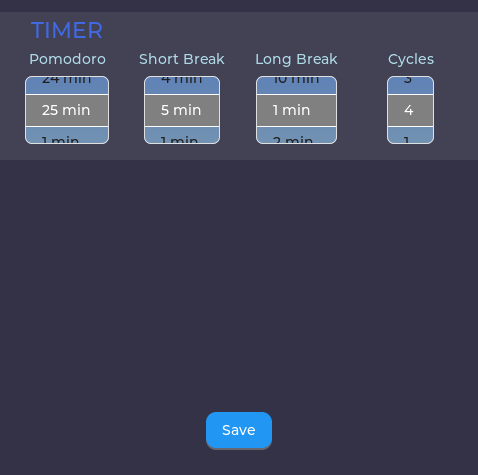 TIMER
Pomodoro Short Break Long Break Cycles
24 min 4 min 10 min 3
25 min 5 min 1 min 4
1 min 1 min 2 min 1
Save